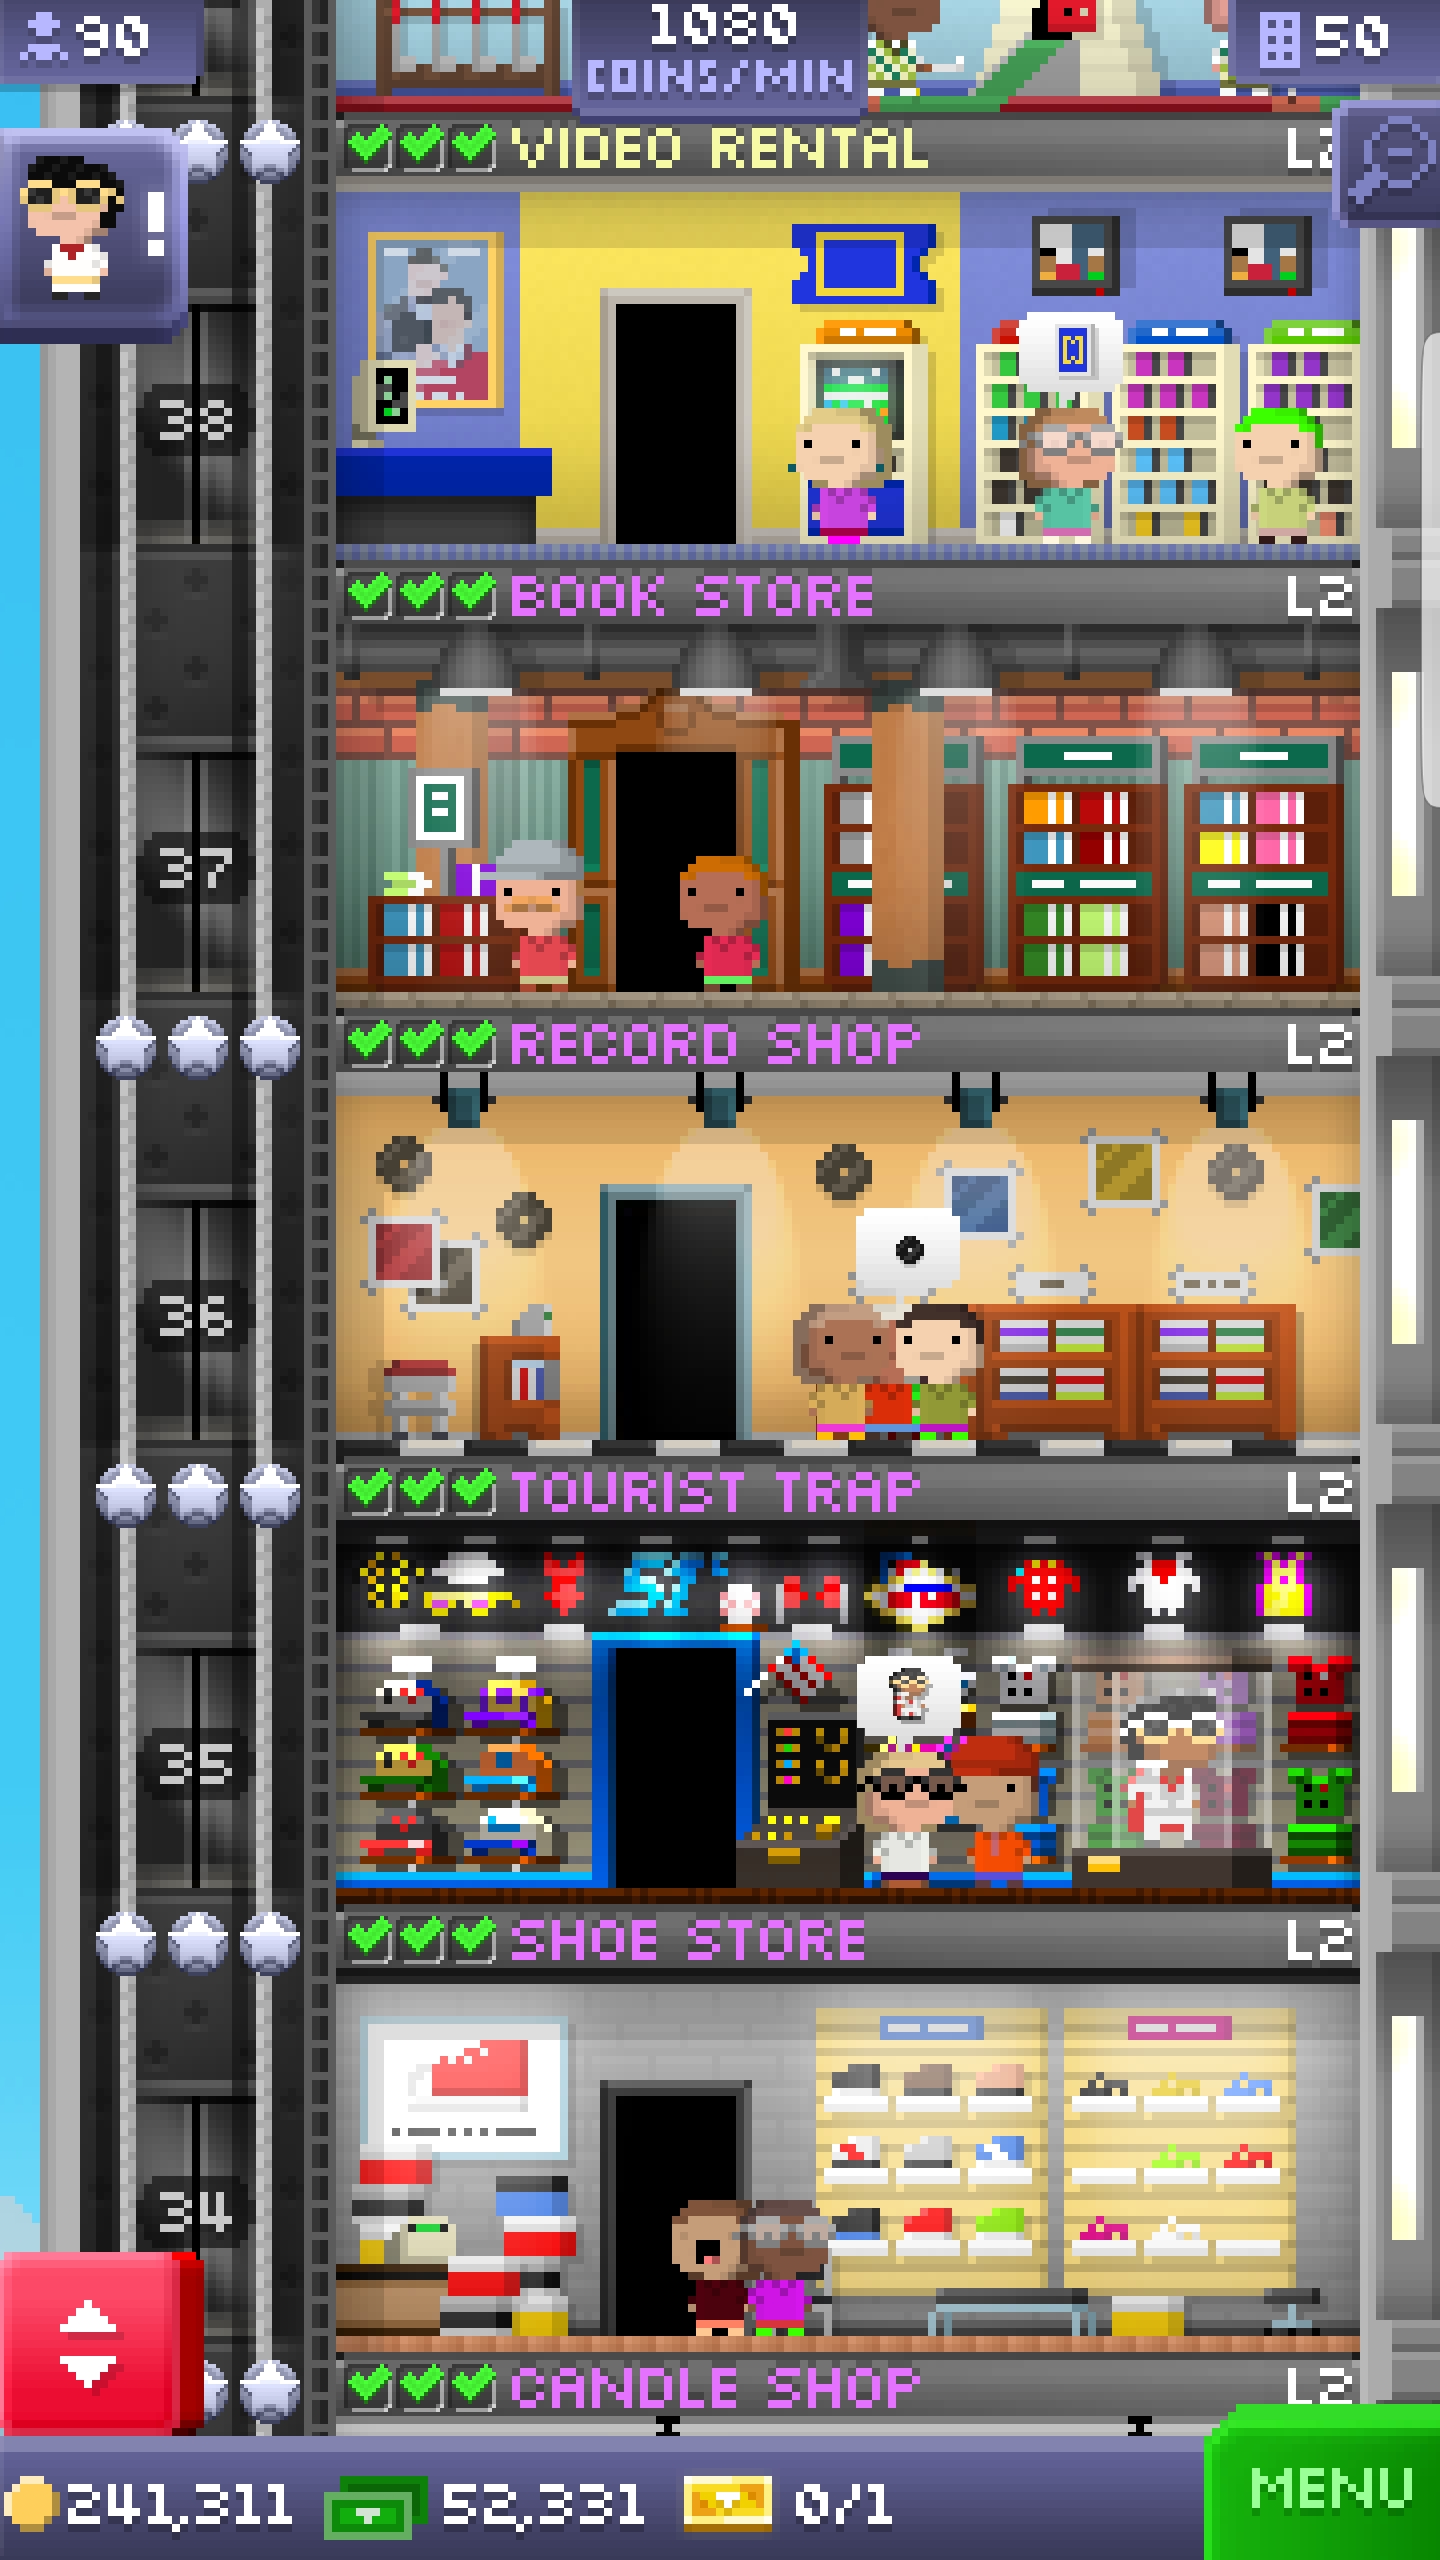 90
1080
COINS/MIN
50
VIDEO RENTAL L2
38
BOOK STORE L2
37
RECORD SHOP L2
36
TOURIST TRAP L2
35
SHOE STORE L2
34
CANDLE SHOP L2
241,311 52,331 0/1
MENU